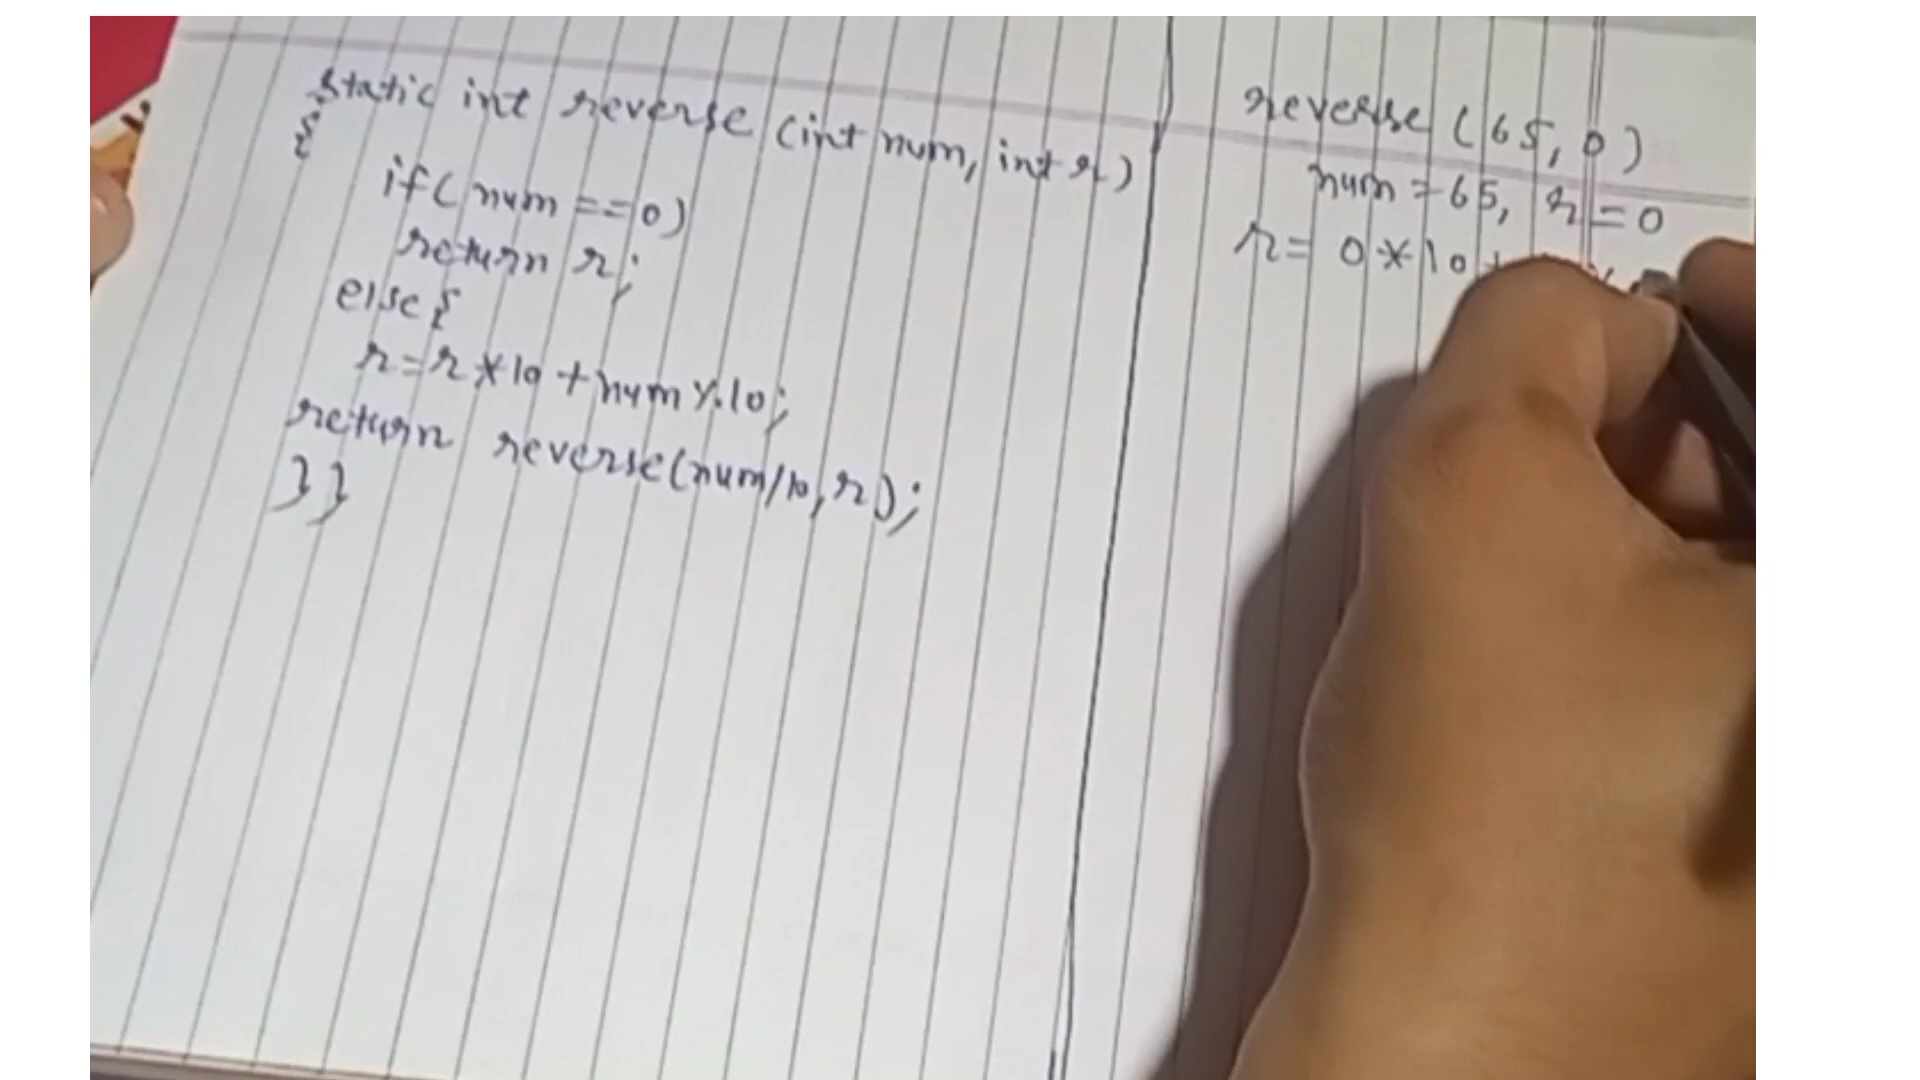 static int reverse (int num, int r)
{
if( num ==0)
return r;
else {
r=r*10 +num%10;
return reverse(num/10,r);
}}
reverse (65,0)
num =65, r=0
r= 0*10+